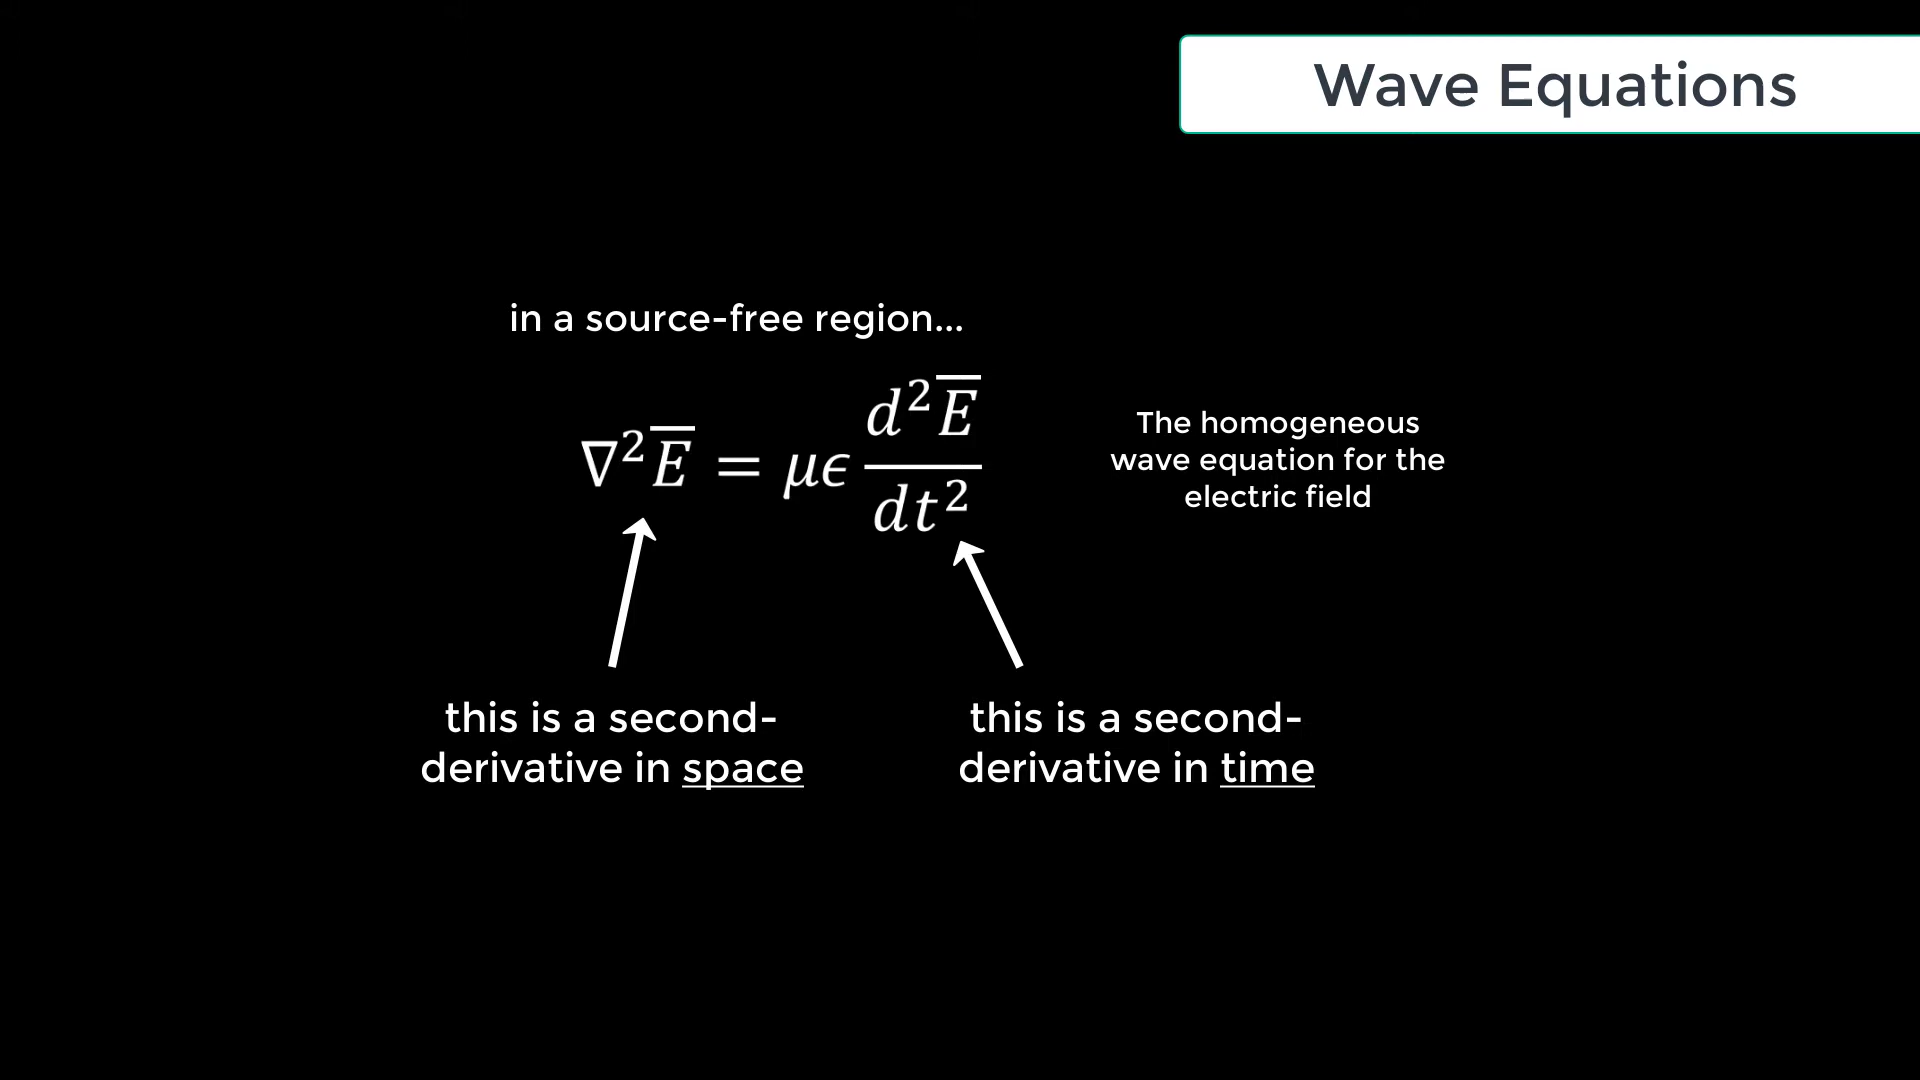 Wave Equations
in a source-free region...
∇²E̅ = μϵ d²E̅/dt²
The homogeneous
wave equation for the
electric field
this is a second-
derivative in space
this is a second-
derivative in time